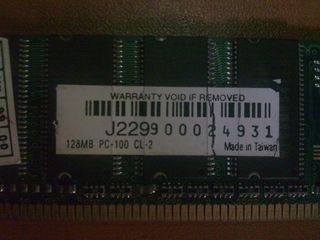 WARRANTY VOID IF REMOVED
J229900024931
128MB PC-100 CL-2 Made in Taiwan